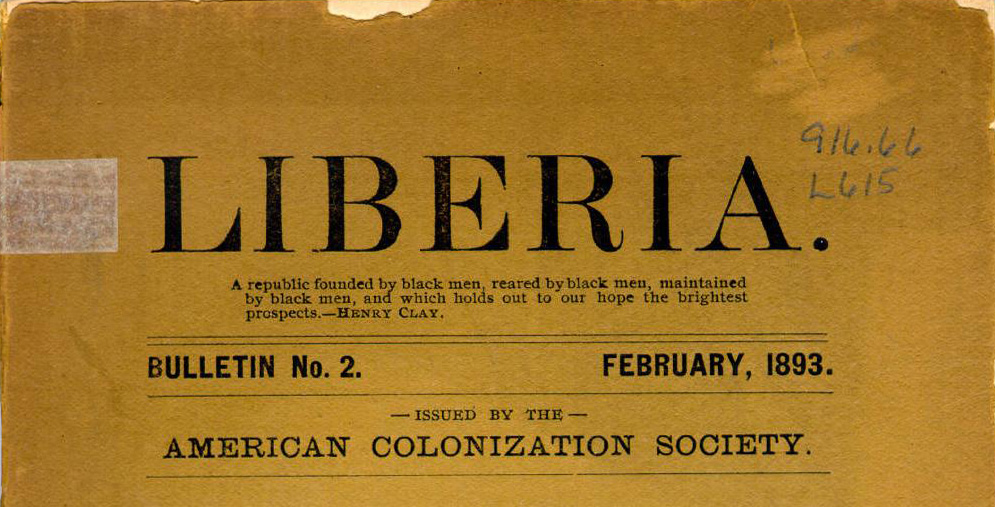 LIBERIA.
916.66
L615
A republic founded by black men, reared by black men, maintained
by black men, and which holds out to our hope the brightest
prospects.—HENRY CLAY.
BULLETIN No. 2. FEBRUARY, 1893.
— ISSUED BY THE —
AMERICAN COLONIZATION SOCIETY.